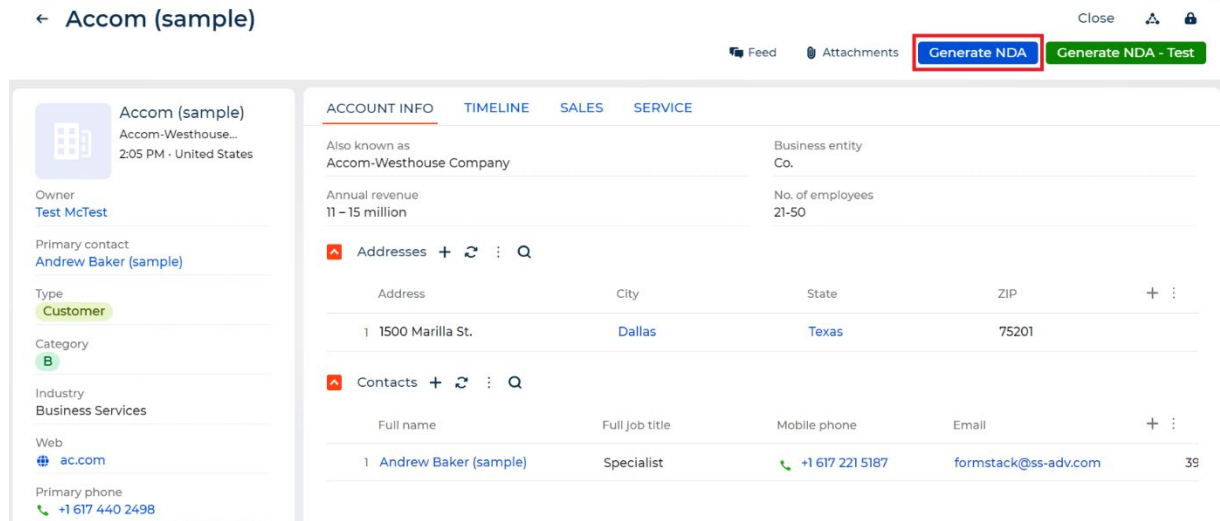 ← Accom (sample)
Close
Feed Attachments Generate NDA Generate NDA - Test
Accom (sample)
Accom-Westhouse...
2:05 PM · United States
Owner
Test McTest
Primary contact
Andrew Baker (sample)
Type
Customer
Category
B
Industry
Business Services
Web
ac.com
Primary phone
+1 617 440 2498
ACCOUNT INFO TIMELINE SALES SERVICE
Also known as
Accom-Westhouse Company
Business entity
Co.
Annual revenue
11 – 15 million
No. of employees
21-50
Addresses
Address City State ZIP
1 1500 Marilla St. Dallas Texas 75201
Contacts
Full name Full job title Mobile phone Email
1 Andrew Baker (sample) Specialist +1 617 221 5187 formstack@ss-adv.com 39